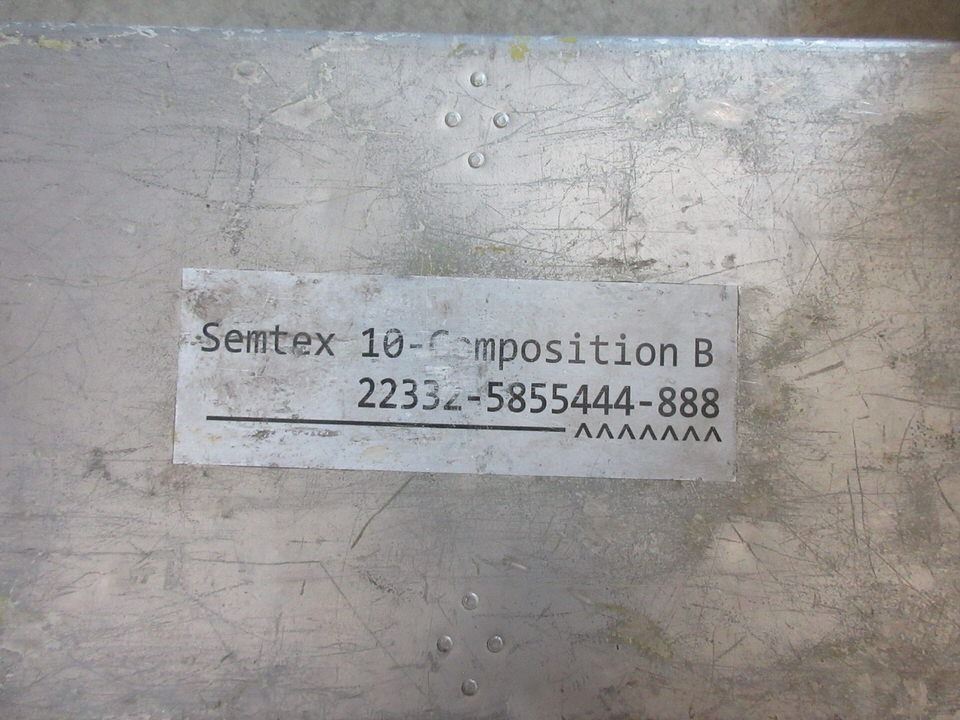 Semtex 10-Composition B
22332-5855444-888
^^^^^^^